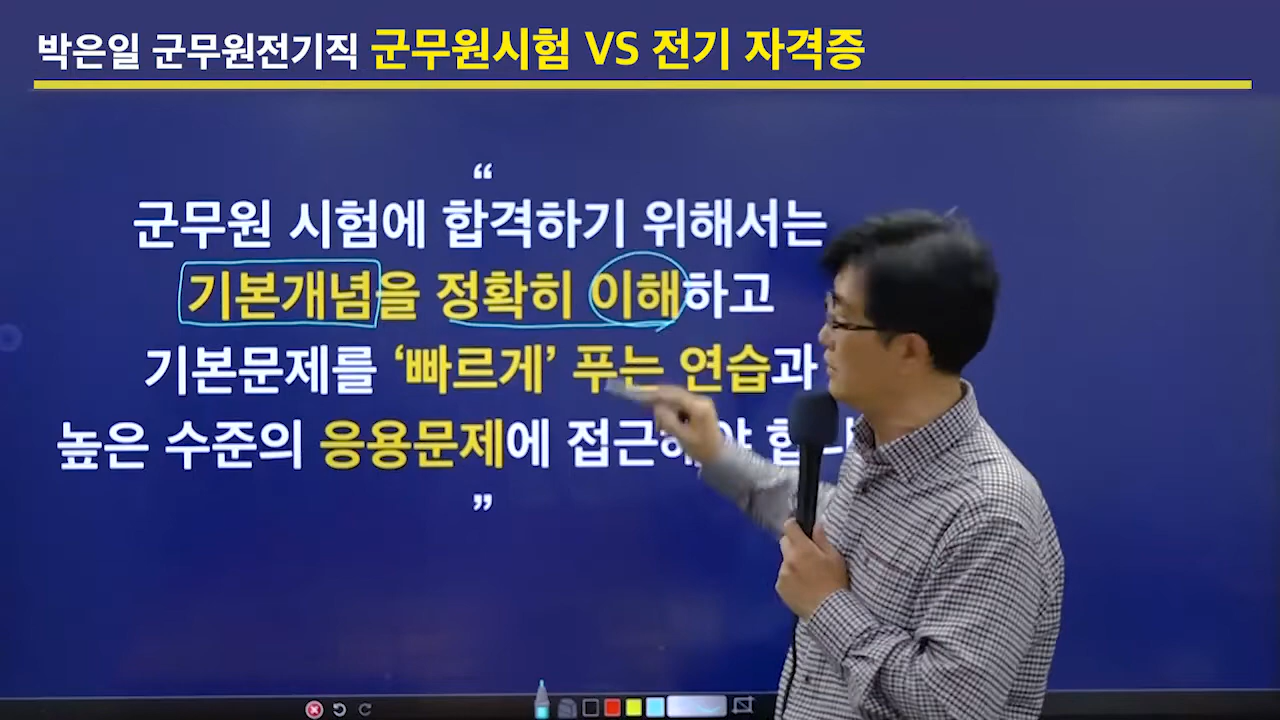 박은일 군무원전기직 군무원시험 VS 전기 자격증
“
군무원 시험에 합격하기 위해서는
기본개념을 정확히 이해하고
기본문제를 ‘빠르게’ 푸는 연습과
높은 수준의 응용문제에 접근해야
”